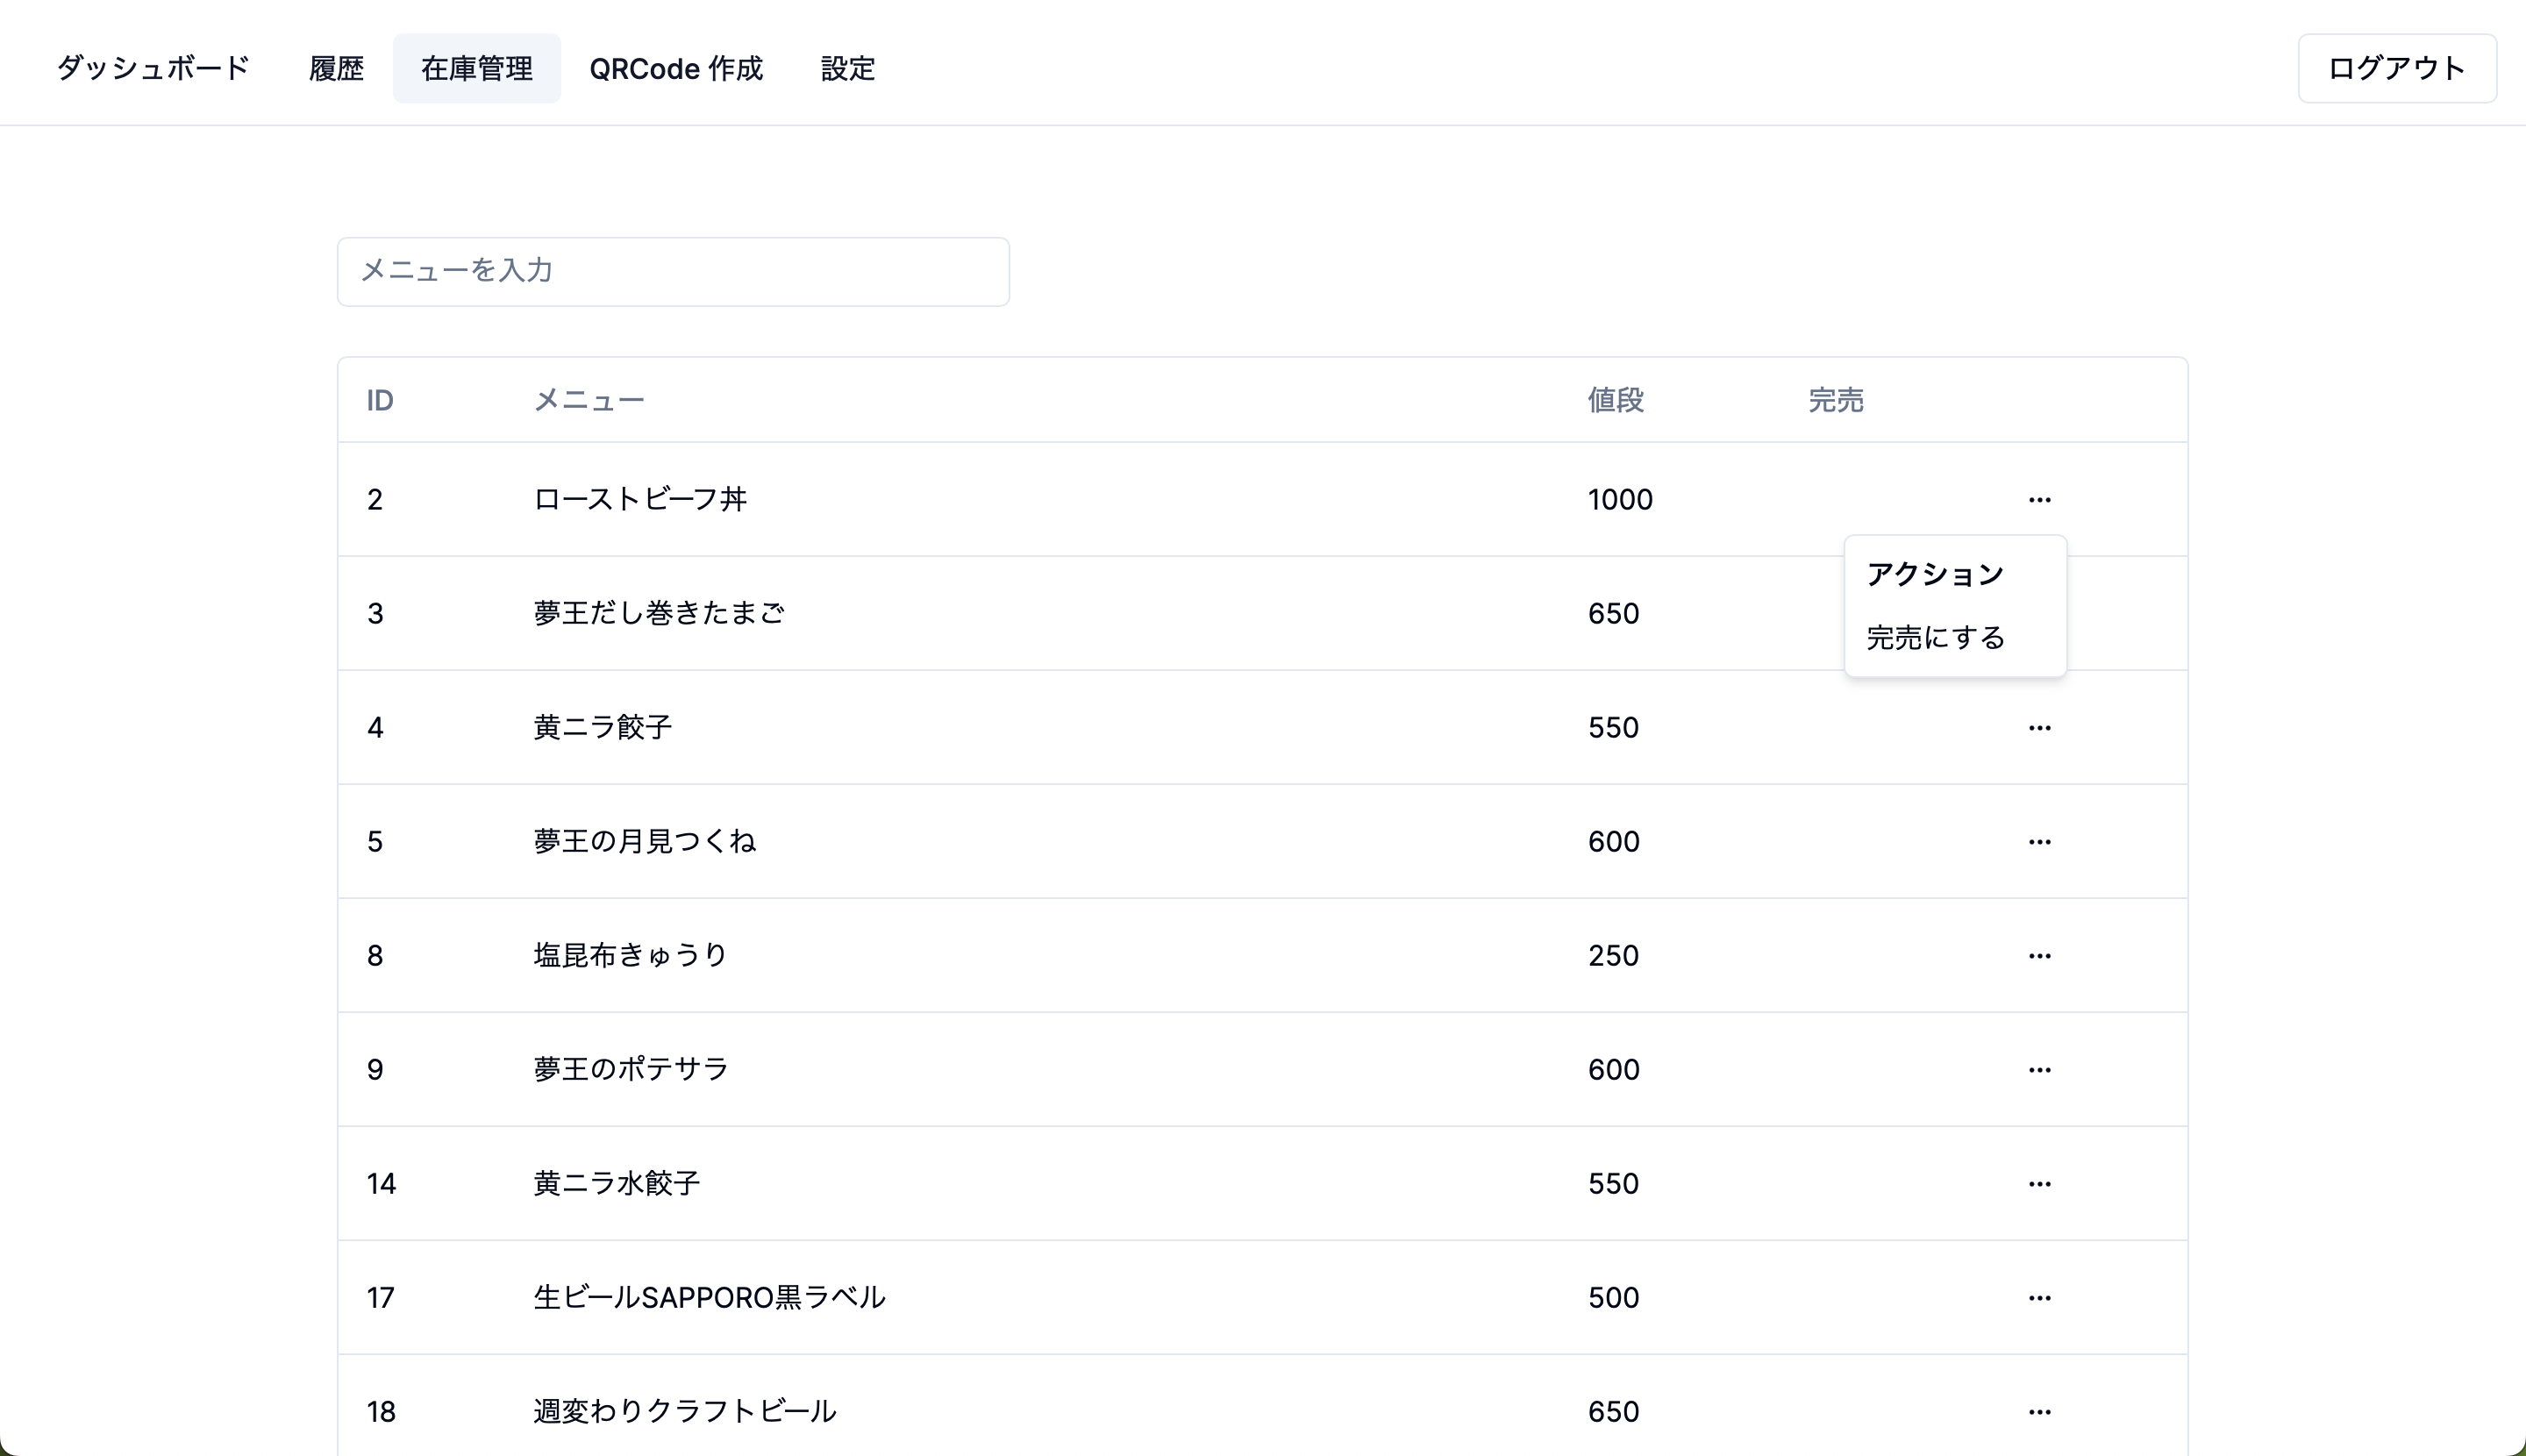 ダッシュボード 履歴 在庫管理 QRCode 作成 設定 ログアウト
メニューを入力
ID メニュー 値段 完売
2 ローストビーフ丼 1000 ...
アクション
3 夢王だし巻きたまご 650
完売にする
4 黄ニラ餃子 550 ...
5 夢王の月見つくね 600 ...
8 塩昆布きゅうり 250 ...
9 夢王のポテサラ 600 ...
14 黄ニラ水餃子 550 ...
17 生ビールSAPPORO黒ラベル 500 ...
18 週変わりクラフトビール 650 ...